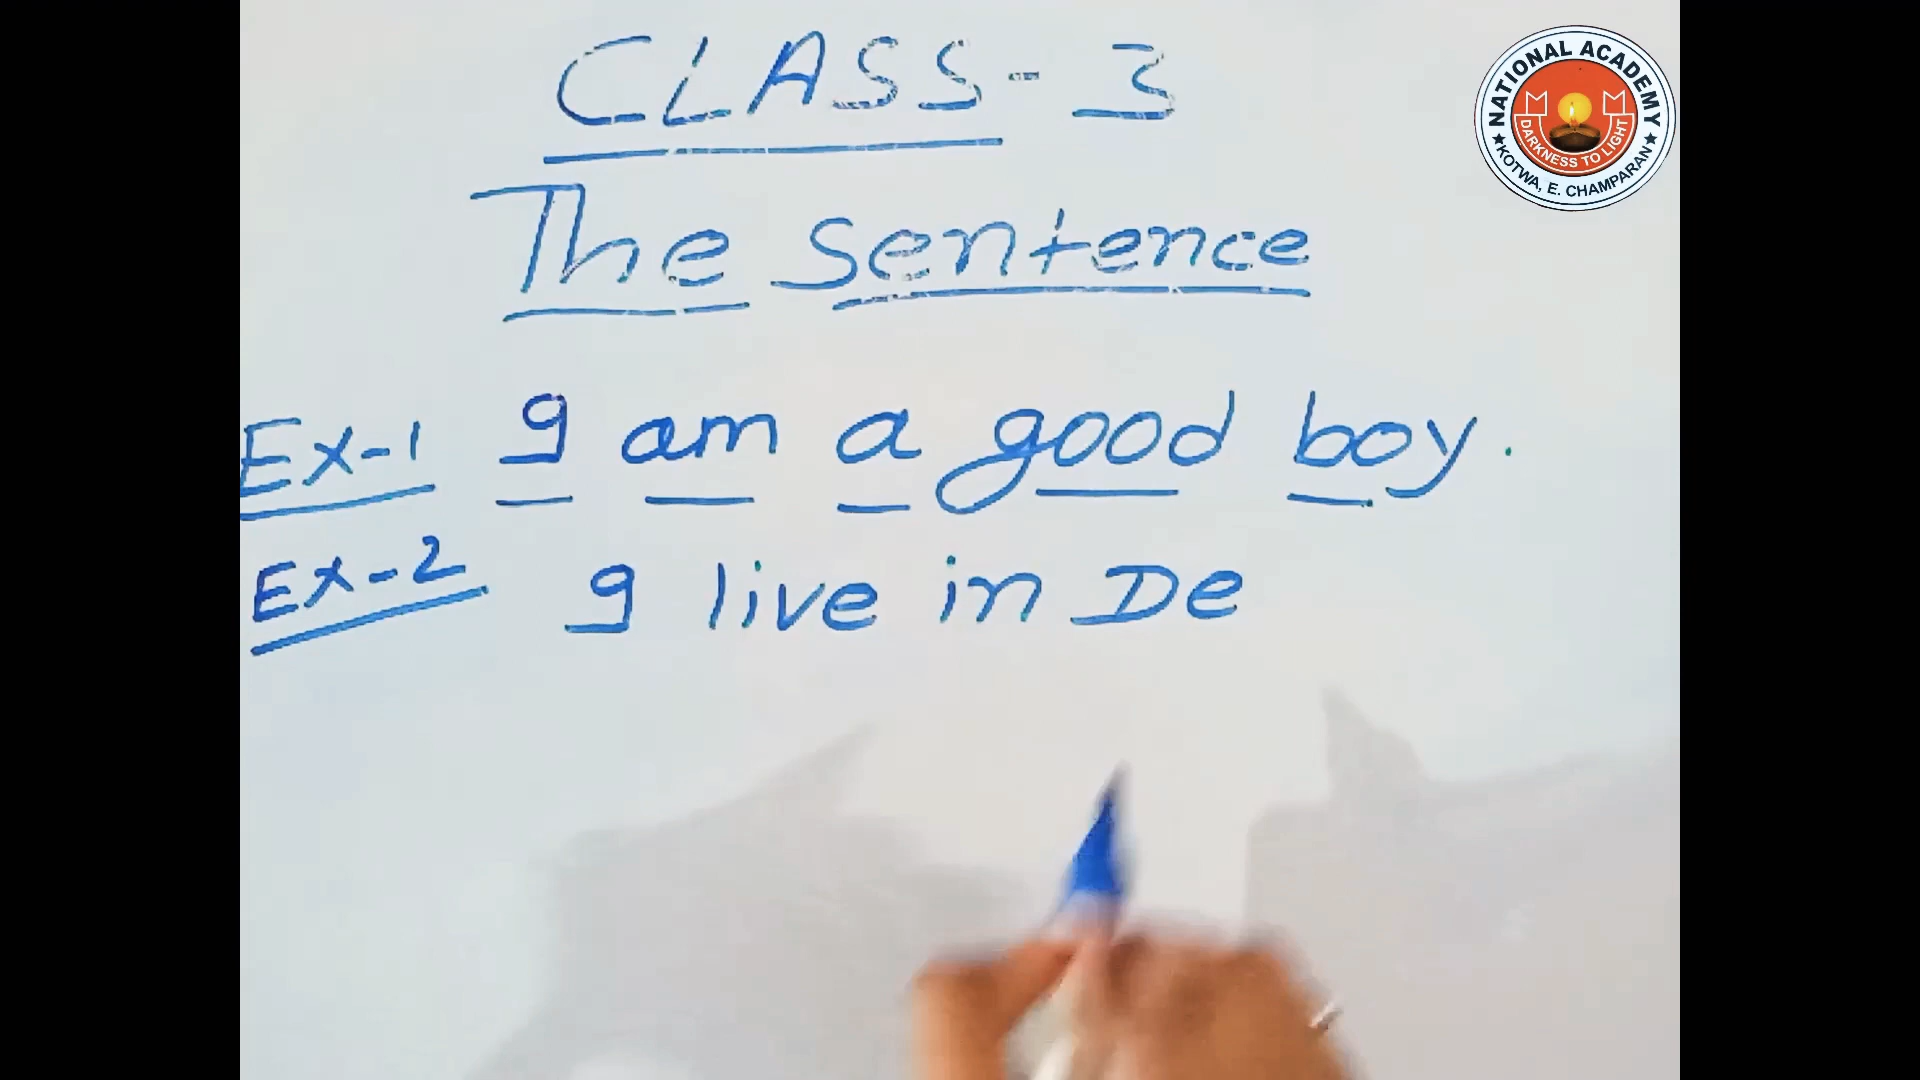 CLASS-3
The sentence
Ex-1 I am a good boy.
Ex-2 I live in De
NATIONAL ACADEMY
DARKNESS TO LIGHT
★ KOTWA, E. CHAMPARAN ★